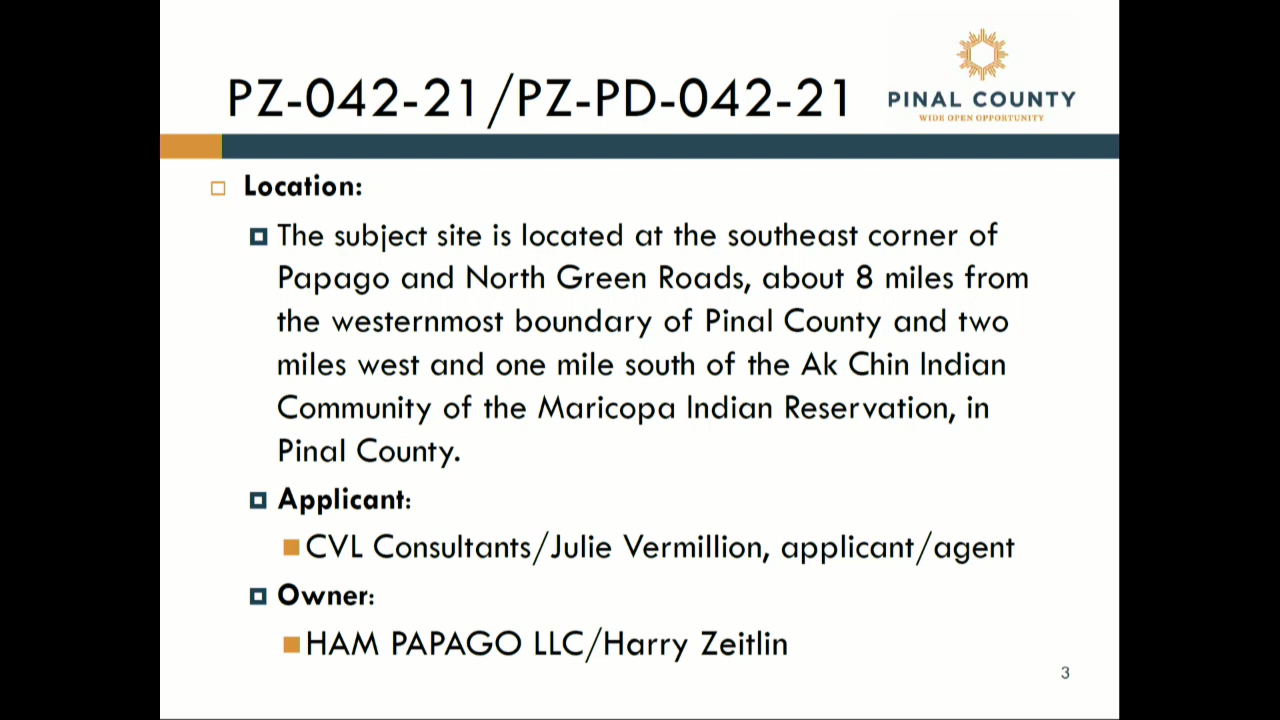 PZ-042-21/PZ-PD-042-21
PINAL COUNTY
WIDE OPEN OPPORTUNITY
Location:
The subject site is located at the southeast corner of
Papago and North Green Roads, about 8 miles from
the westernmost boundary of Pinal County and two
miles west and one mile south of the Ak Chin Indian
Community of the Maricopa Indian Reservation, in
Pinal County.
Applicant:
CVL Consultants/Julie Vermillion, applicant/agent
Owner:
HAM PAPAGO LLC/Harry Zeitlin
3